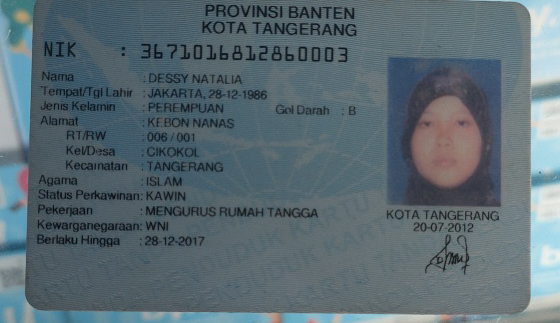 PROVINSI BANTEN
KOTA TANGERANG
NIK : 3671016812860003
Nama : DESSY NATALIA
Tempat/Tgl Lahir : JAKARTA, 28-12-1986
Jenis Kelamin : PEREMPUAN Gol Darah : B
Alamat : KEBON NANAS
RT/RW : 006 / 001
Kel/Desa : CIKOKOL
Kecamatan : TANGERANG
Agama : ISLAM
Status Perkawinan: KAWIN
Pekerjaan : MENGURUS RUMAH TANGGA
Kewarganegaraan: WNI
Berlaku Hingga : 28-12-2017
KOTA TANGERANG
20-07-2012